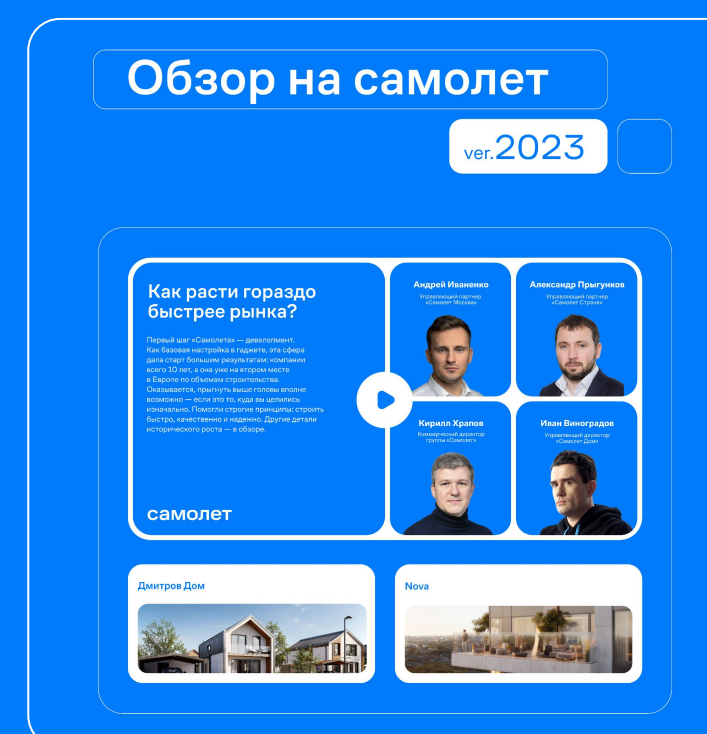 Обзор на самолет
ver.2023
Как расти гораздо
быстрее рынка?
Первый шаг «Самолета» — девелопмент.
Как базовая настройка в гаджете, эта сфера
дала старт большим результатам: компании
всего 10 лет, а она уже на втором месте
в Европе по объемам строительства.
Оказывается, прыгнуть выше головы вполне
возможно — если это то, куда вы целились
изначально. Помогли строгие принципы: строить
быстро, качественно и надежно. Другие детали
исторического роста — в обзоре.
самолет
Андрей Иваненко
Управляющий партнер
«Самолет Москва»
Александр Прыгунков
Управляющий партнер
«Самолет Страна»
Кирилл Храпов
Коммерческий директор
группы «Самолет»
Иван Виноградов
Управляющий директор
«Самолет Дом»
Дмитров Дом
Nova